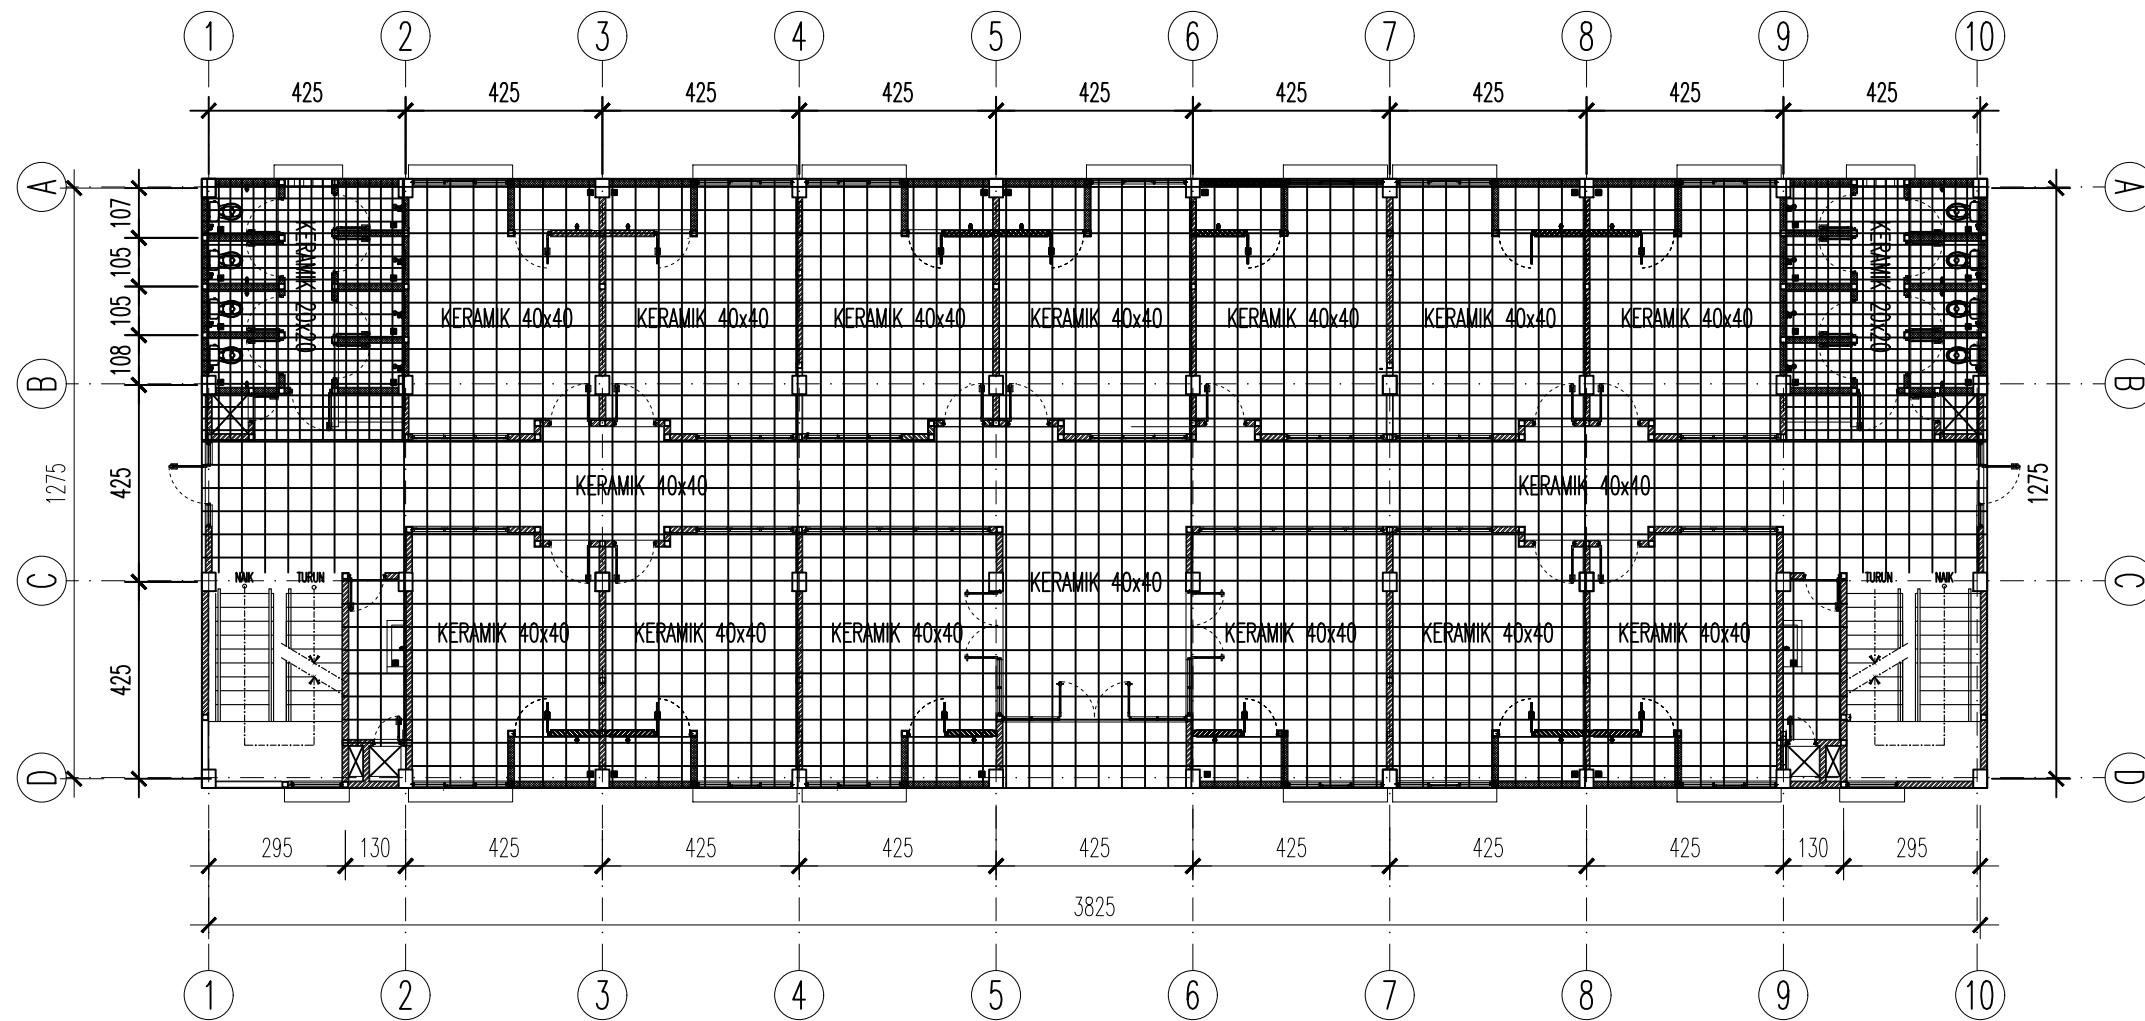 1 2 3 4 5 6 7 8 9 10
425 425 425 425 425 425 425 425 425
A A
107
105
105
108
KERAMIK 20x20
KERAMIK 20x20
KERAMIK 40x40 KERAMIK 40x40 KERAMIK 40x40 KERAMIK 40x40 KERAMIK 40x40 KERAMIK 40x40 KERAMIK 40x40
B B
1275 425 KERAMIK 40x40 KERAMIK 40x40 1275
C NAIK TURUN KERAMIK 40x40 TURUN NAIK C
KERAMIK 40x40 KERAMIK 40x40 KERAMIK 40x40 KERAMIK 40x40 KERAMIK 40x40 KERAMIK 40x40
425
D D
295 130 425 425 425 425 425 425 425 130 295
3825
1 2 3 4 5 6 7 8 9 10